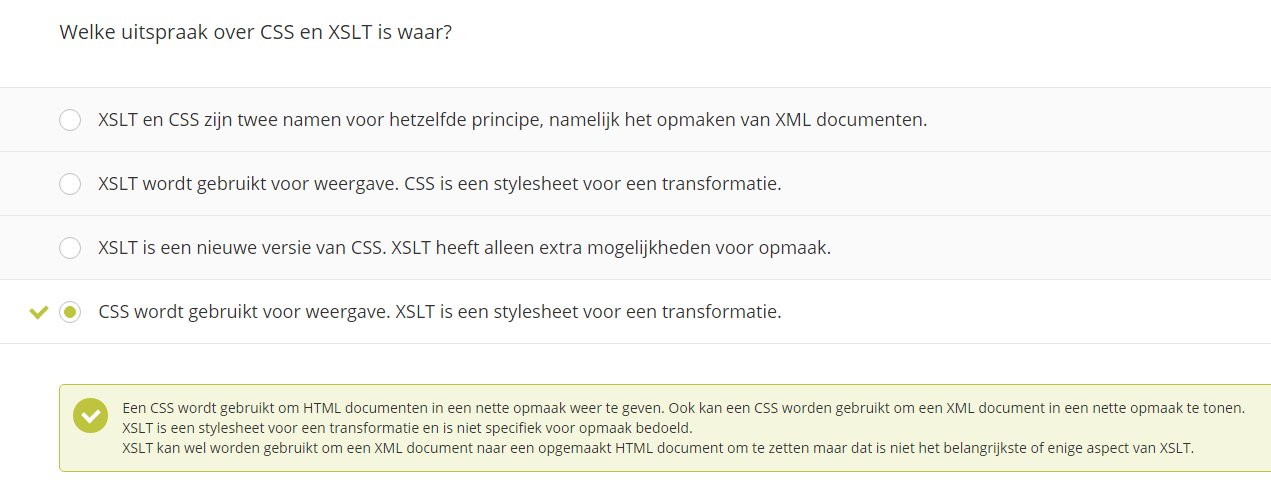 Welke uitspraak over CSS en XSLT is waar?
XSLT en CSS zijn twee namen voor hetzelfde principe, namelijk het opmaken van XML documenten.
XSLT wordt gebruikt voor weergave. CSS is een stylesheet voor een transformatie.
XSLT is een nieuwe versie van CSS. XSLT heeft alleen extra mogelijkheden voor opmaak.
CSS wordt gebruikt voor weergave. XSLT is een stylesheet voor een transformatie.
Een CSS wordt gebruikt om HTML documenten in een nette opmaak weer te geven. Ook kan een CSS worden gebruikt om een XML document in een nette opmaak te tonen.
XSLT is een stylesheet voor een transformatie en is niet specifiek voor opmaak bedoeld.
XSLT kan wel worden gebruikt om een XML document naar een opgemaakt HTML document om te zetten maar dat is niet het belangrijkste of enige aspect van XSLT.